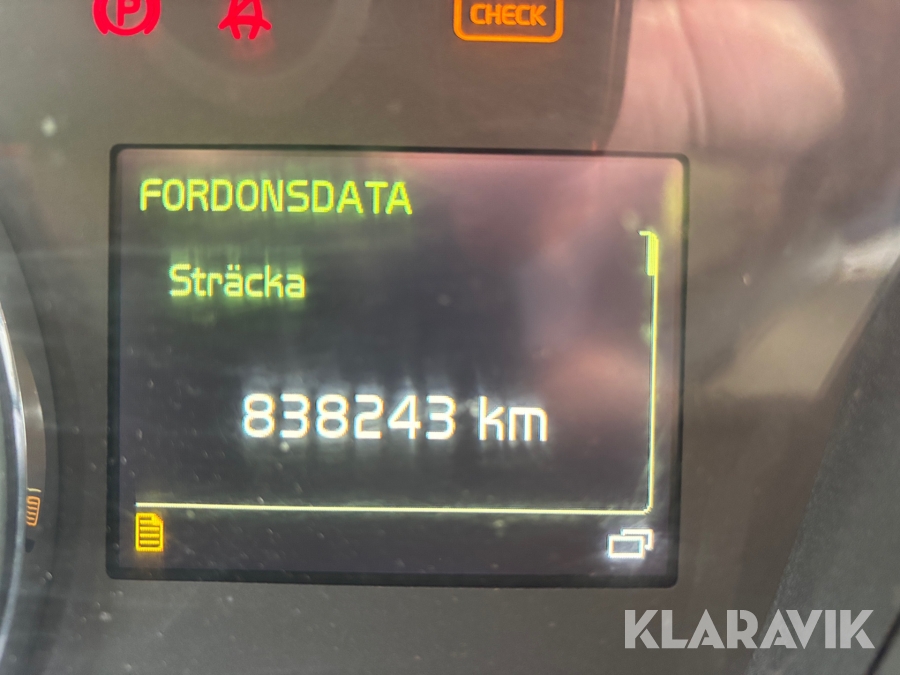 P
CHECK
FORDONSDATA
Sträcka
838243 km
KLARAVIK